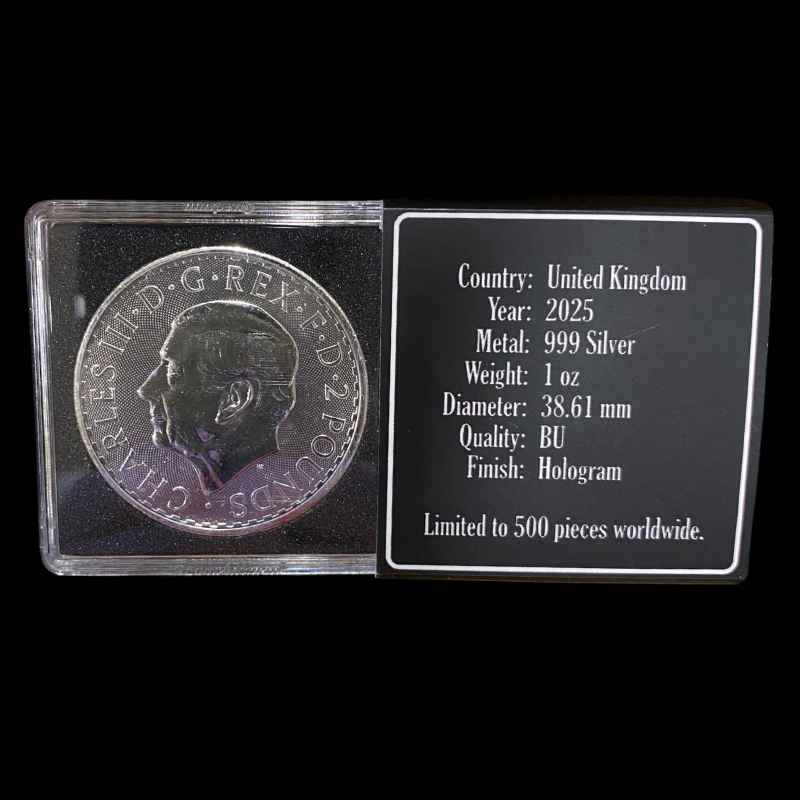 CHARLES III · D · G · REX · F · D · 2 POUNDS ·
Country: United Kingdom
Year: 2025
Metal: 999 Silver
Weight: 1 oz
Diameter: 38.61 mm
Quality: BU
Finish: Hologram
Limited to 500 pieces worldwide.